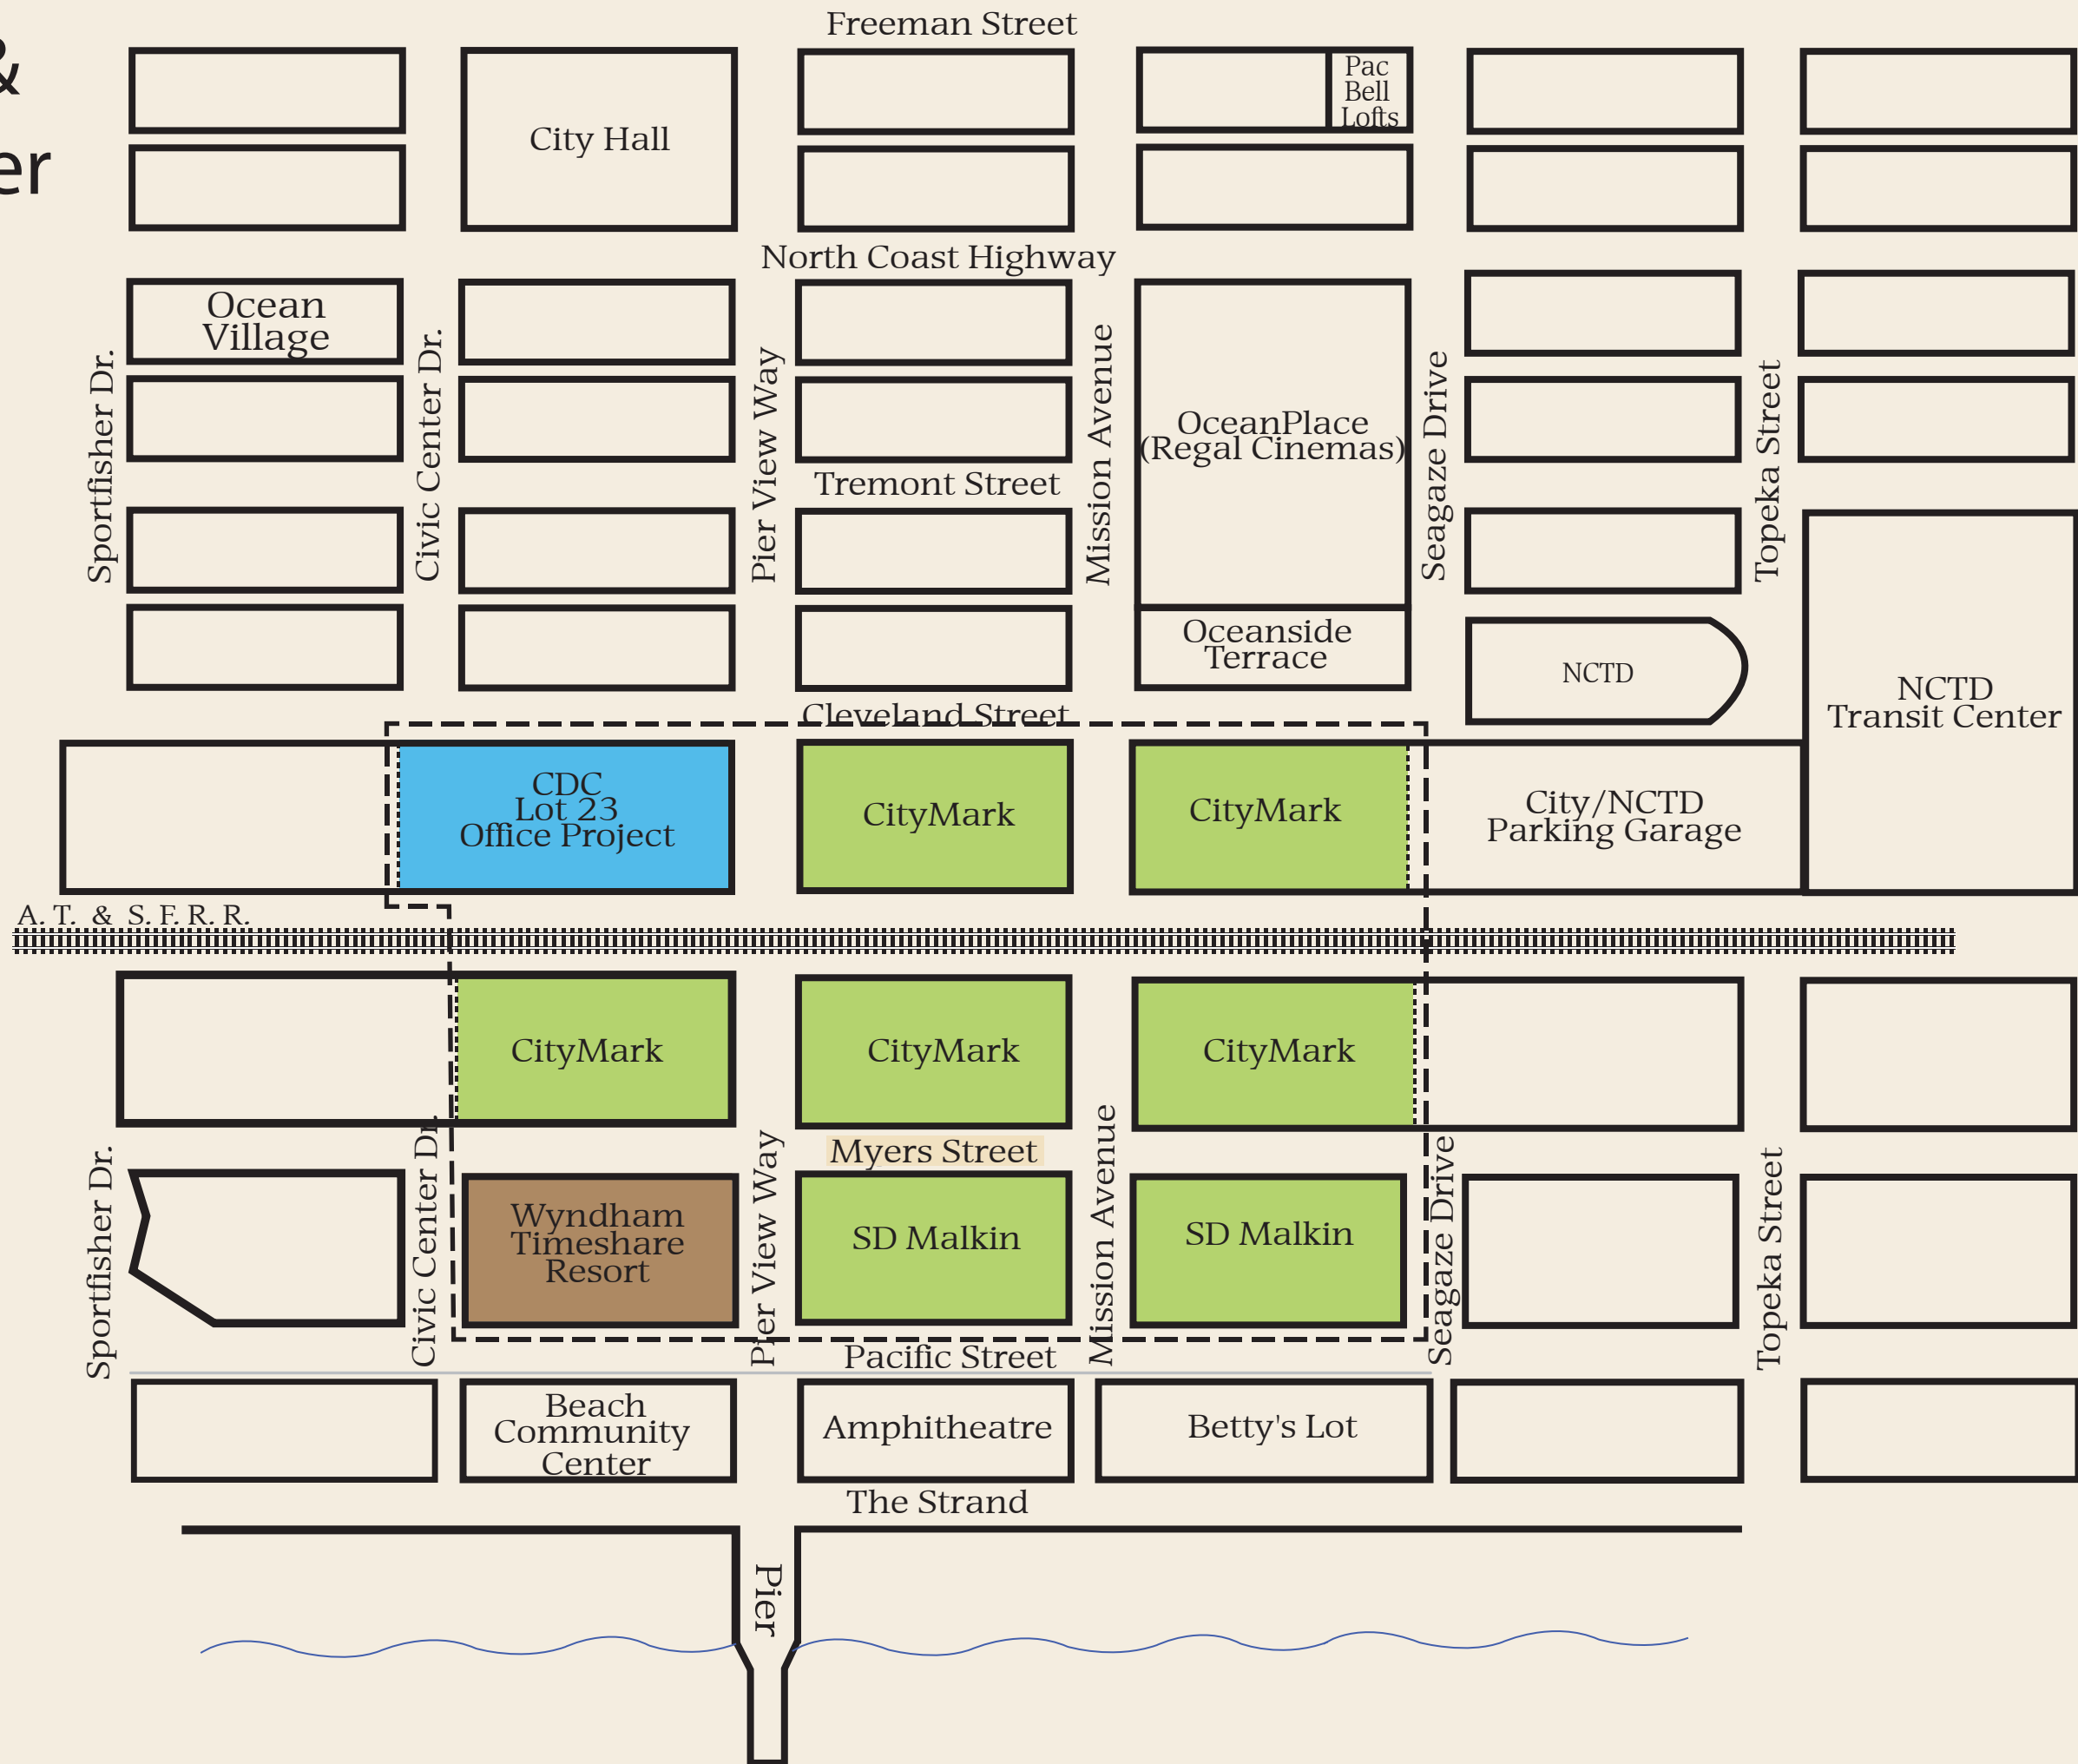 &
er
Freeman Street
City Hall
Pac
Bell
Lofts
North Coast Highway
Ocean
Village
Sportfisher Dr.
Civic Center Dr.
Pier View Way
Mission Avenue
OceanPlace
(Regal Cinemas)
Seagaze Drive
Topeka Street
Tremont Street
Oceanside
Terrace
NCTD
NCTD
Transit Center
Cleveland Street
CDC
Lot 23
Office Project
CityMark
CityMark
City/NCTD
Parking Garage
A. T. & S. F. R. R.
CityMark
CityMark
CityMark
Myers Street
Sportfisher Dr.
Civic Center Dr.
Wyndham
Timeshare
Resort
Pier View Way
SD Malkin
Mission Avenue
SD Malkin
Seagaze Drive
Topeka Street
Pacific Street
Beach
Community
Center
Amphitheatre
Betty's Lot
The Strand
Pier